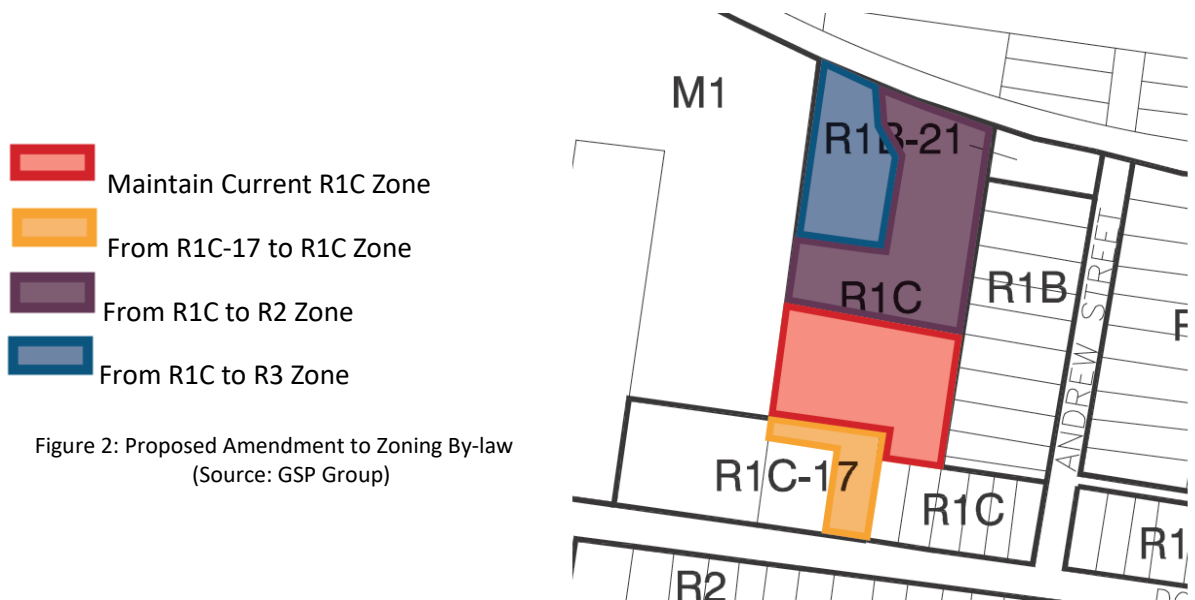 Maintain Current R1C Zone
From R1C-17 to R1C Zone
From R1C to R2 Zone
From R1C to R3 Zone
Figure 2: Proposed Amendment to Zoning By-law
(Source: GSP Group)
M1
R1B-21
R1C
R1B
ANDREW STREET
R1C-17
R1C
R1
R2